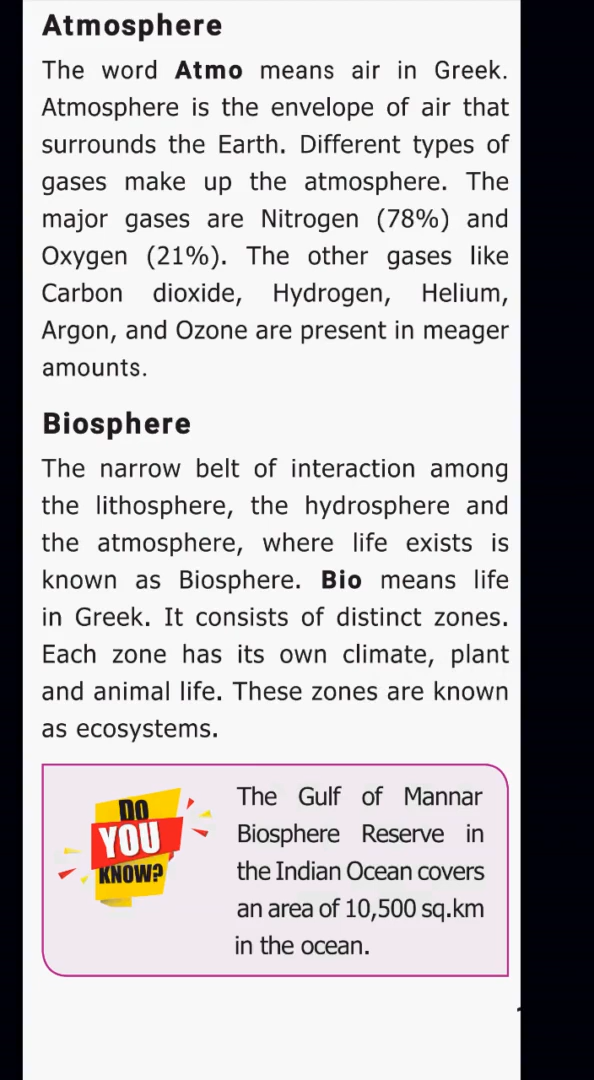 Atmosphere
The word Atmo means air in Greek.
Atmosphere is the envelope of air that
surrounds the Earth. Different types of
gases make up the atmosphere. The
major gases are Nitrogen (78%) and
Oxygen (21%). The other gases like
Carbon dioxide, Hydrogen, Helium,
Argon, and Ozone are present in meager
amounts.
Biosphere
The narrow belt of interaction among
the lithosphere, the hydrosphere and
the atmosphere, where life exists is
known as Biosphere. Bio means life
in Greek. It consists of distinct zones.
Each zone has its own climate, plant
and animal life. These zones are known
as ecosystems.
DO
YOU
KNOW?
The Gulf of Mannar
Biosphere Reserve in
the Indian Ocean covers
an area of 10,500 sq.km
in the ocean.